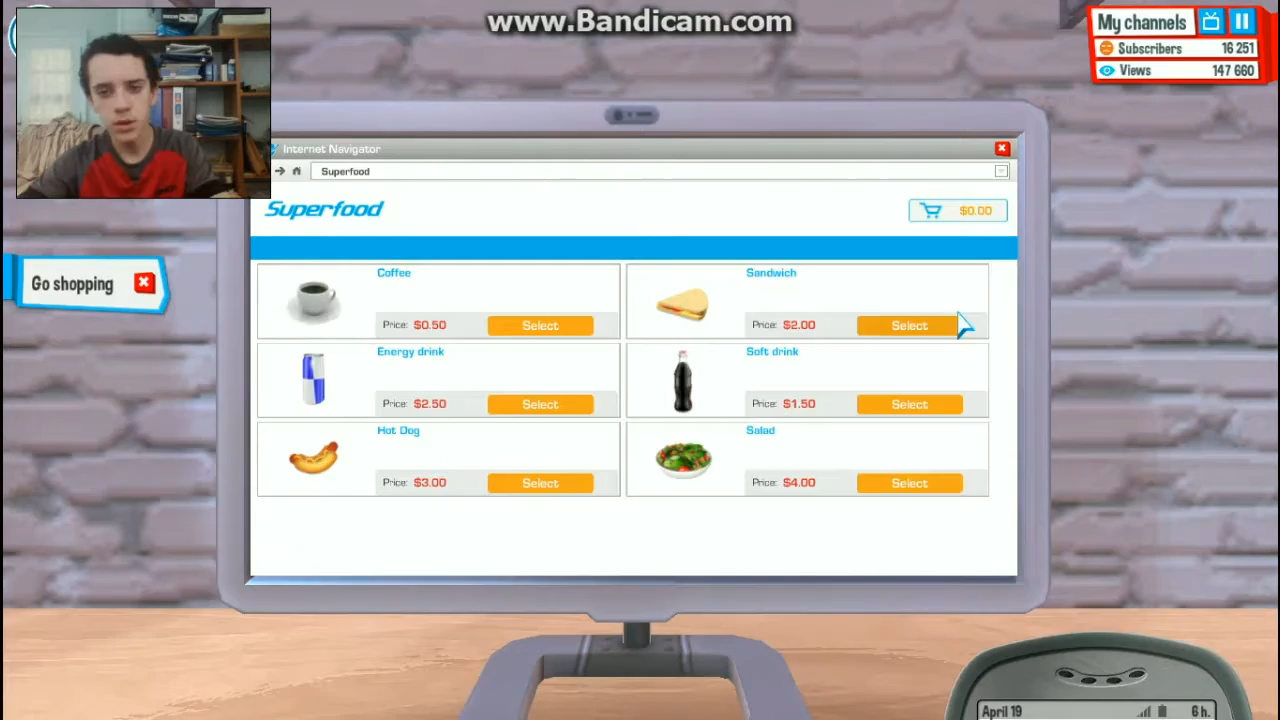 www.Bandicam.com
My channels
Subscribers 16 251
Views 147 660
Internet Navigator
Superfood
Superfood
$0.00
Go shopping
Coffee
Price: $0.50 Select
Sandwich
Price: $2.00 Select
Energy drink
Price: $2.50 Select
Soft drink
Price: $1.50 Select
Hot Dog
Price: $3.00 Select
Salad
Price: $4.00 Select
April 19 6 h.